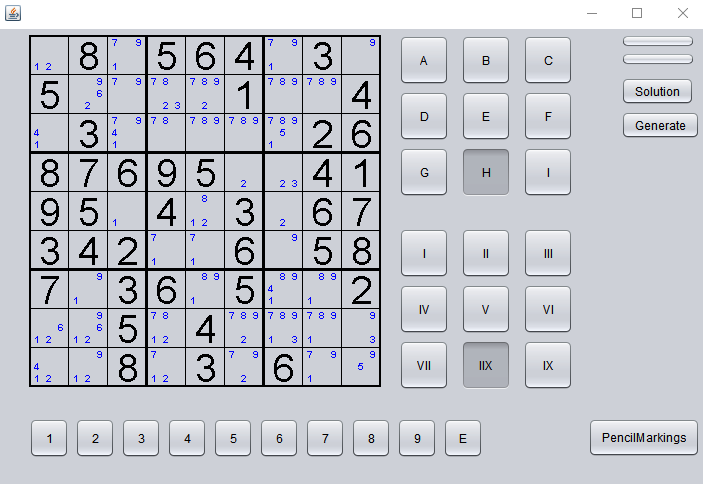 1 2 8 7 9 5 6 4 7 9 1 3 9
5 9 6 2 7 9 7 8 2 3 7 8 9 2 1 7 8 9 7 8 9 4
4 1 3 7 9 4 1 7 8 7 8 9 7 8 9 7 8 9 5 1 2 6
8 7 6 9 5 2 2 3 4 1
9 5 1 4 8 1 2 3 2 6 7
3 4 2 7 1 7 1 6 9 5 8
7 9 1 3 6 8 9 1 5 8 9 4 1 8 9 1 2
6 1 2 9 6 1 2 5 7 8 1 2 4 7 8 9 2 7 8 9 1 3 7 8 9 1 9 3
4 1 2 9 1 2 8 7 1 2 3 7 9 2 6 7 9 1 9 5
A B C
D E F
G H I
I II III
IV V VI
VII IIX IX
Solution
Generate
1 2 3 4 5 6 7 8 9 E
PencilMarkings